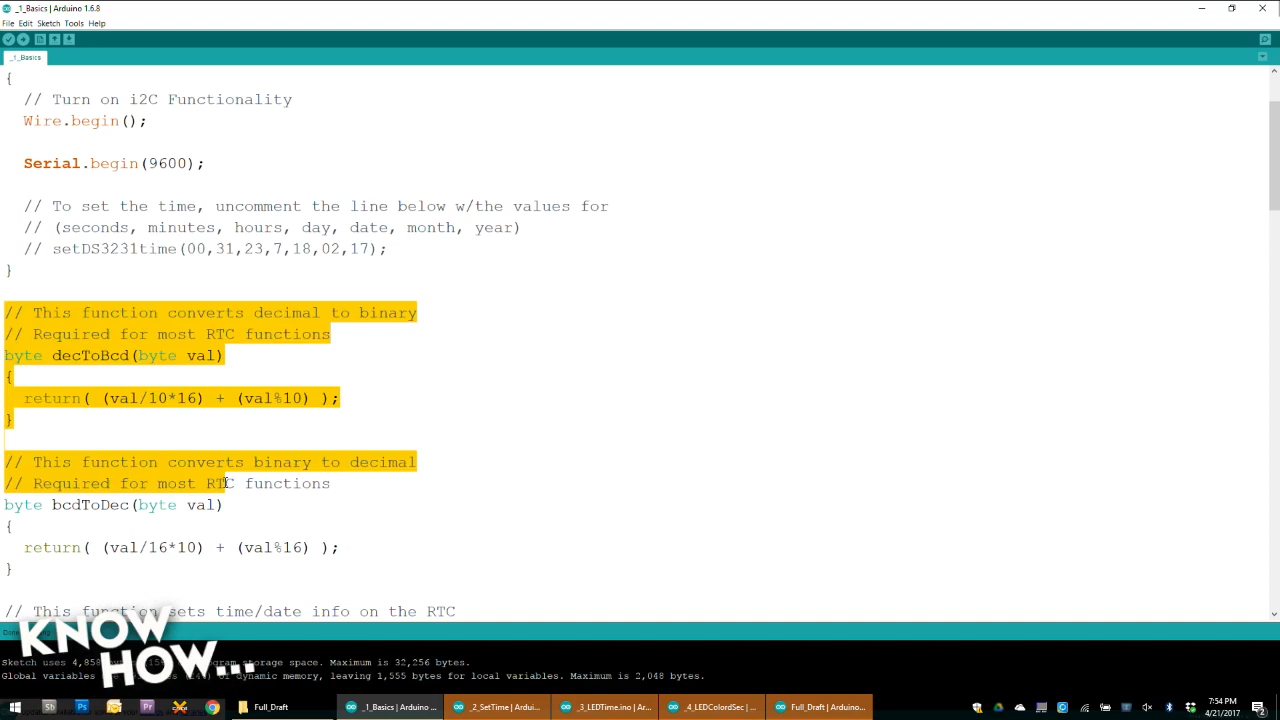 _1_Basics | Arduino 1.6.8
File Edit Sketch Tools Help
_1_Basics
{
// Turn on i2C Functionality
Wire.begin();
Serial.begin(9600);
// To set the time, uncomment the line below w/the values for
// (seconds, minutes, hours, day, date, month, year)
// setDS3231time(00,31,23,7,18,02,17);
}
// This function converts decimal to binary
// Required for most RTC functions
byte decToBcd(byte val)
{
return( (val/10*16) + (val%10) );
}
// This function converts binary to decimal
// Required for most RTC functions
byte bcdToDec(byte val)
{
return( (val/16*10) + (val%16) );
}
// This function sets time/date info on the RTC
KNOW
HOW...
Sketch uses 4,858 storage space. Maximum is 32,256 bytes.
Global variables of dynamic memory, leaving 1,555 bytes for local variables. Maximum is 2,048 bytes.
Full_Draft
_1_Basics | Arduino ...
_2_SetTime | Ardui...
_3_LEDTime.ino | Ar...
_4_LEDColordSec | ...
Full_Draft | Arduino...
7:54 PM
4/21/2017